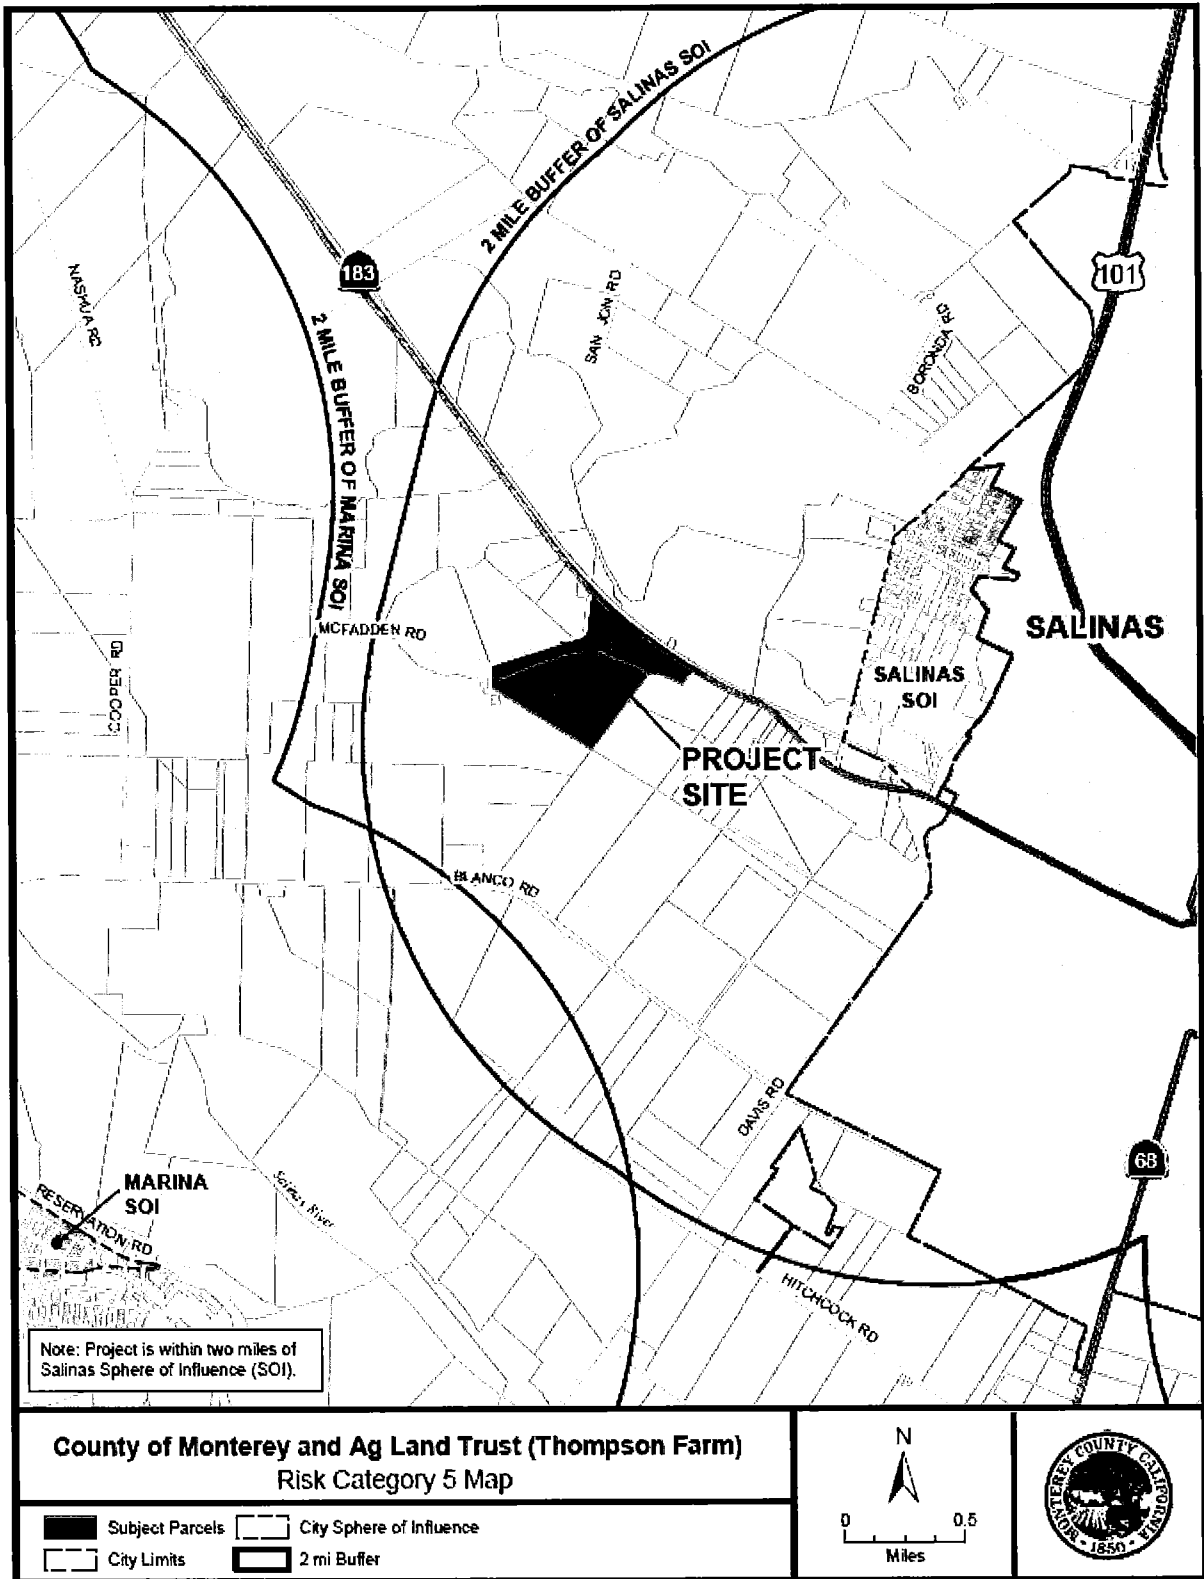 2 MILE BUFFER OF SALINAS SOI
183
101
NASHUA RD
SAN JON RD
BORONDA RD
2 MILE BUFFER OF MARINA SOI
MCFADDEN RD
COOPER RD
SALINAS
SALINAS
SOI
PROJECT
SITE
BLANCO RD
DAVIS RD
68
MARINA
SOI
RESERVATION RD
Salinas River
HITCHCOCK RD
Note: Project is within two miles of
Salinas Sphere of Influence (SOI).
County of Monterey and Ag Land Trust (Thompson Farm)
Risk Category 5 Map
Subject Parcels
City Sphere of Influence
City Limits
2 mi Buffer
N
0 0.5
Miles
MONTEREY COUNTY CALIFORNIA
1850